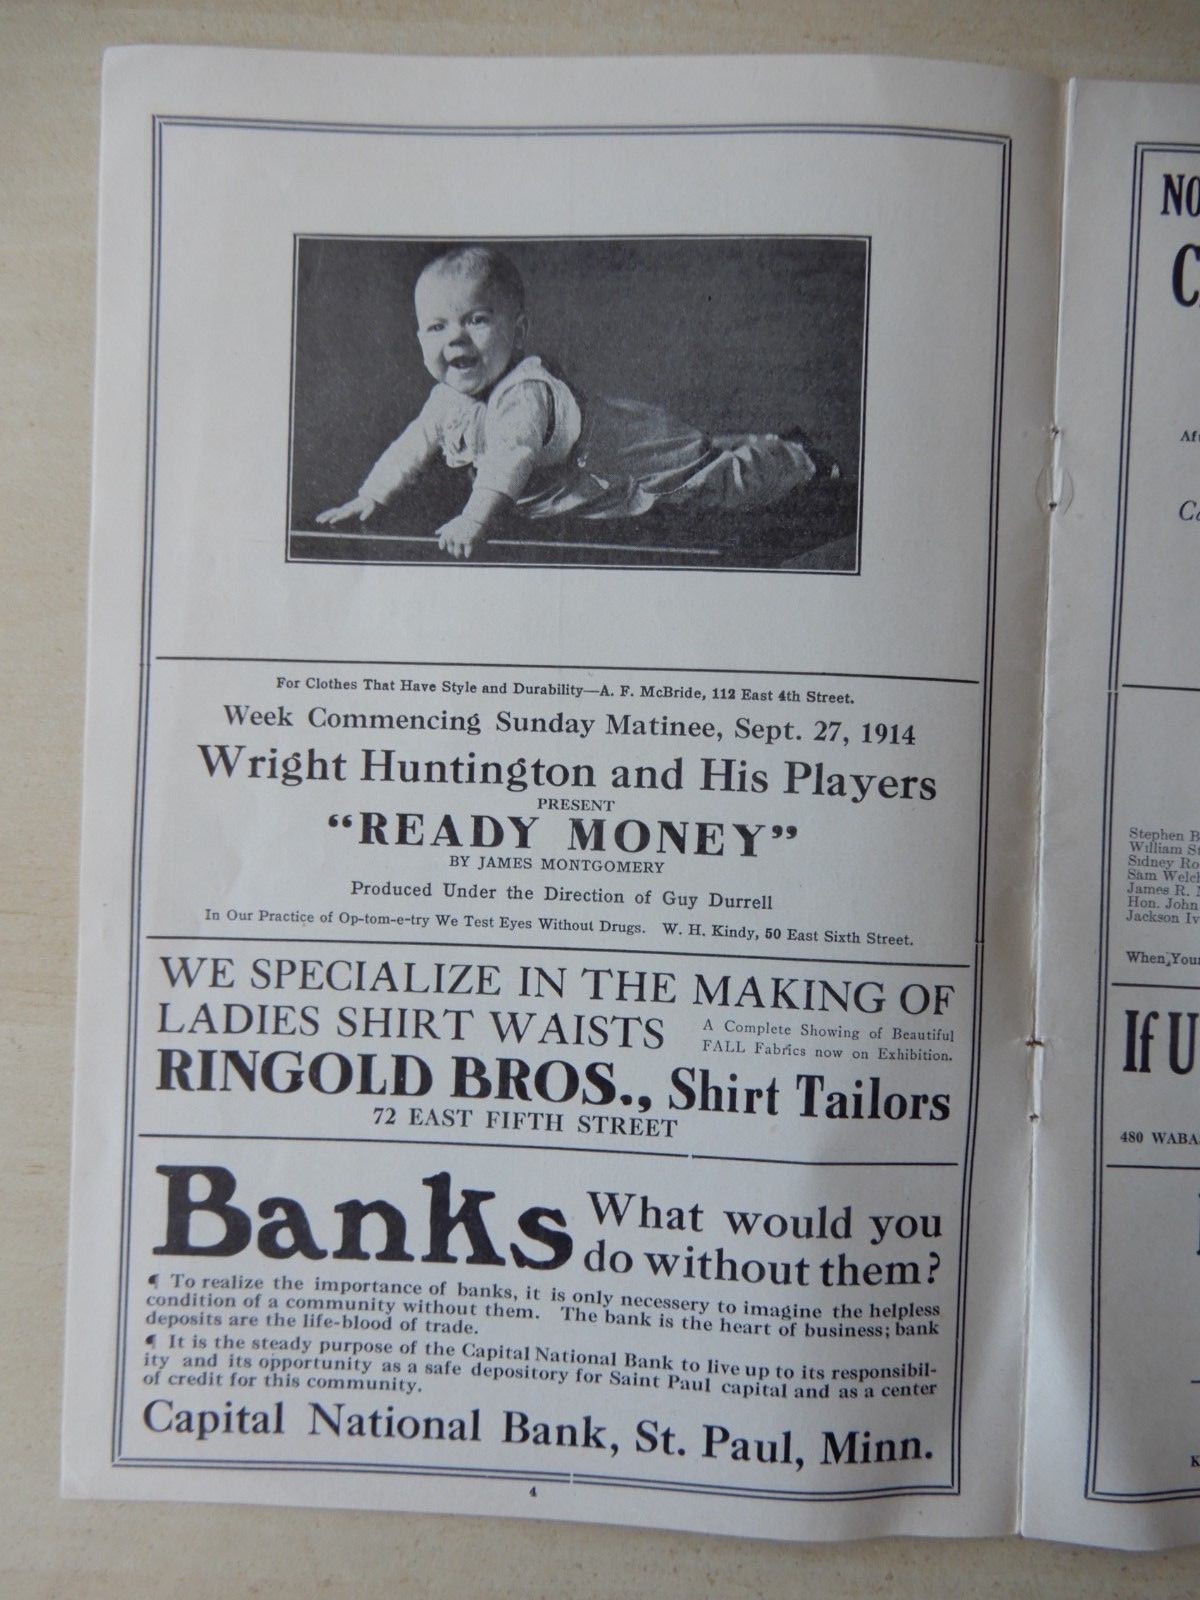 For Clothes That Have Style and Durability—A. F. McBride, 112 East 4th Street.
Week Commencing Sunday Matinee, Sept. 27, 1914
Wright Huntington and His Players
PRESENT
“READY MONEY”
BY JAMES MONTGOMERY
Produced Under the Direction of Guy Durrell
In Our Practice of Op-tom-e-try We Test Eyes Without Drugs. W. H. Kindy, 50 East Sixth Street.
WE SPECIALIZE IN THE MAKING OF
LADIES SHIRT WAISTS
A Complete Showing of Beautiful
FALL Fabrics now on Exhibition.
RINGOLD BROS., Shirt Tailors
72 EAST FIFTH STREET
Banks
What would you
do without them?
¶ To realize the importance of banks, it is only necessery to imagine the helpless
condition of a community without them. The bank is the heart of business; bank
deposits are the life-blood of trade.
¶ It is the steady purpose of the Capital National Bank to live up to its responsibil-
ity and its opportunity as a safe depository for Saint Paul capital and as a center
of credit for this community.
Capital National Bank, St. Paul, Minn.
4
NO
C
Stephen B
William St
Sidney Ro
Sam Welch
James R.
Hon. John
Jackson Iv
When Your
If U
480 WABA
K